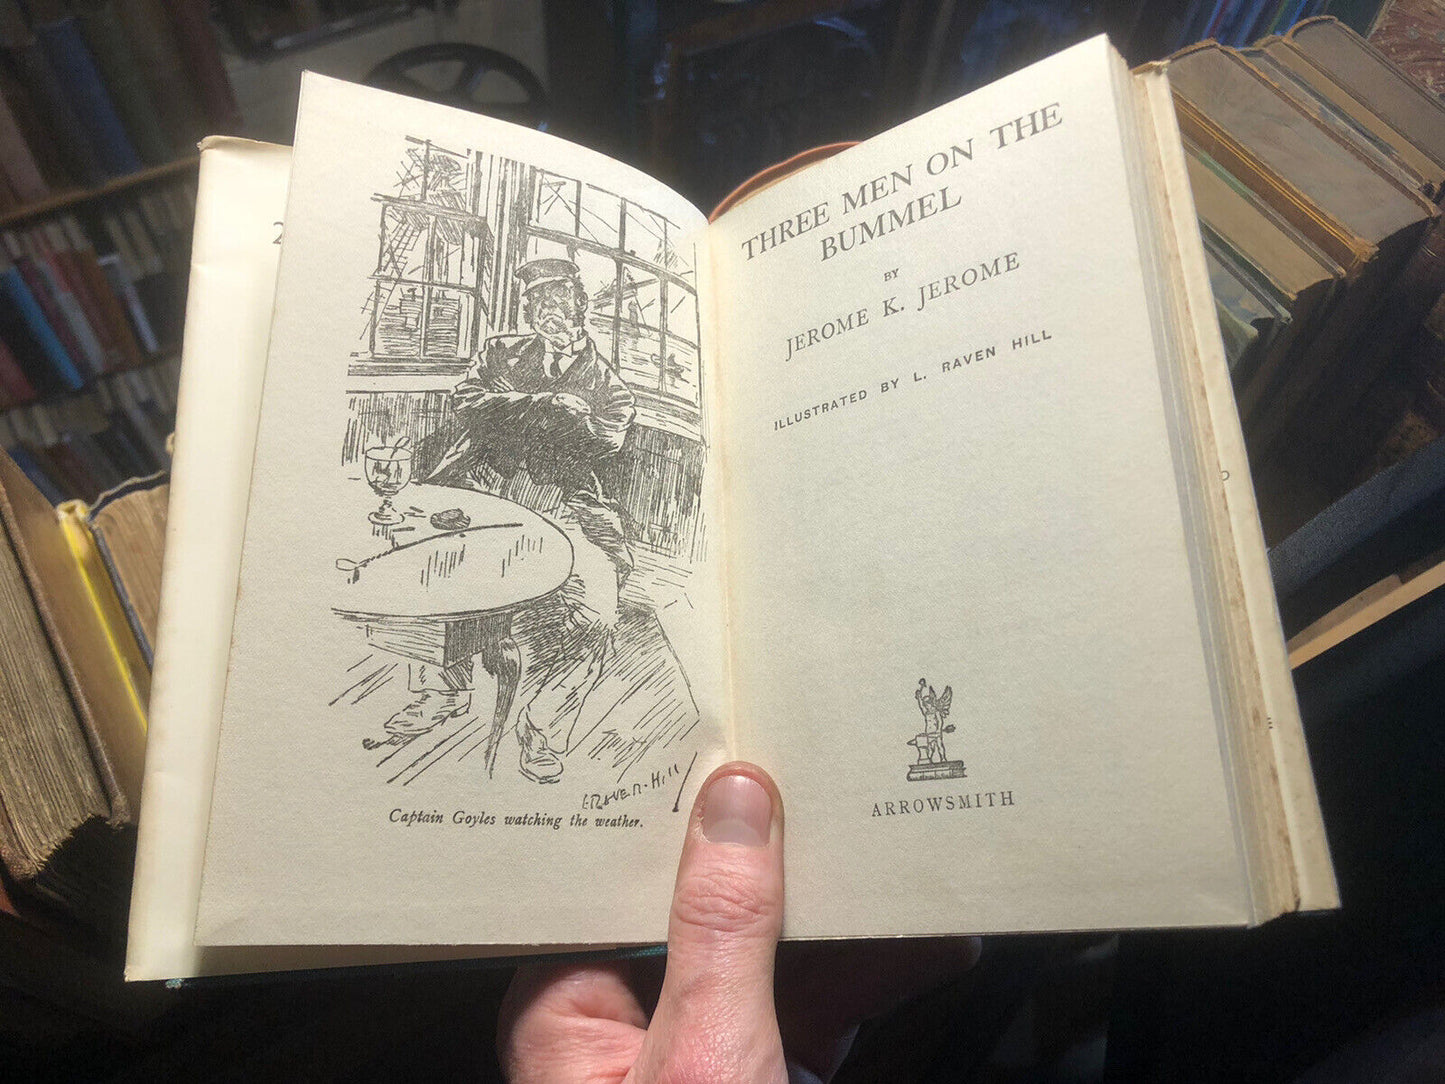 L. RAVEN-HILL
Captain Goyles watching the weather.
THREE MEN ON THE
BUMMEL
BY
JEROME K. JEROME
ILLUSTRATED BY L. RAVEN HILL
ARROWSMITH